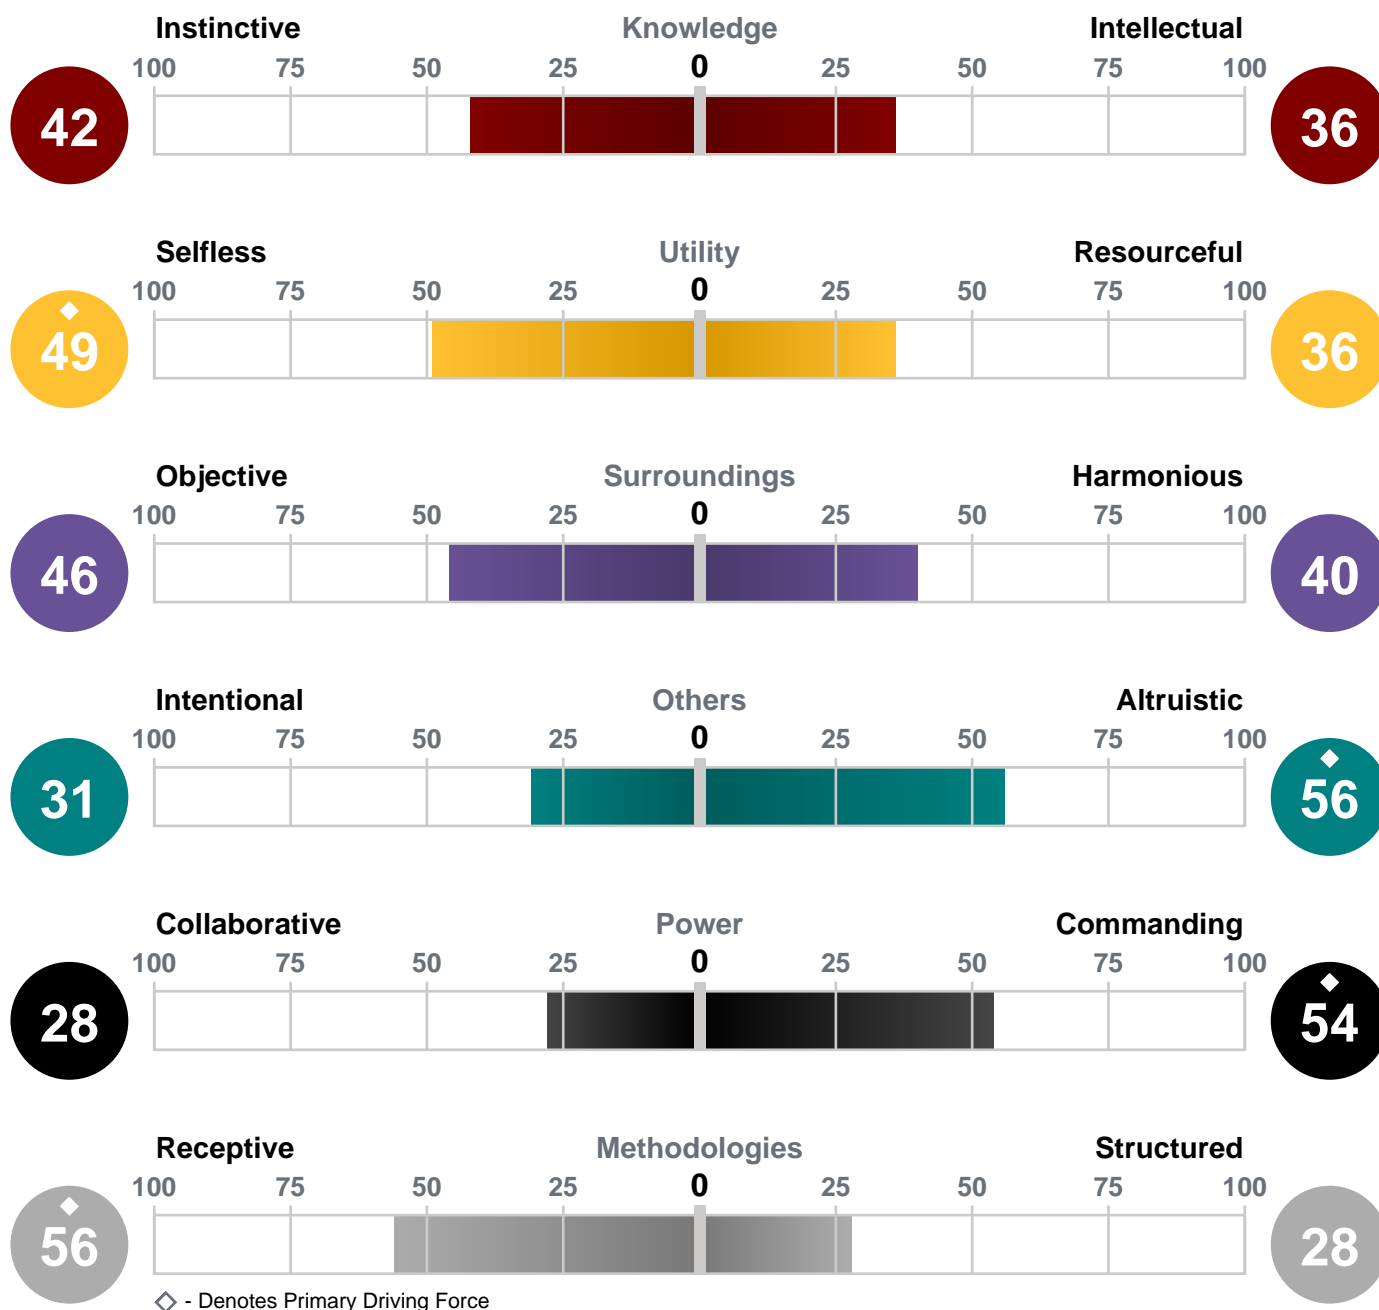 Instinctive Knowledge Intellectual
100 75 50 25 0 25 50 75 100
42 36
Selfless Utility Resourceful
100 75 50 25 0 25 50 75 100
49 36
Objective Surroundings Harmonious
100 75 50 25 0 25 50 75 100
46 40
Intentional Others Altruistic
100 75 50 25 0 25 50 75 100
31 56
Collaborative Power Commanding
100 75 50 25 0 25 50 75 100
28 54
Receptive Methodologies Structured
100 75 50 25 0 25 50 75 100
56 28
- Denotes Primary Driving Force